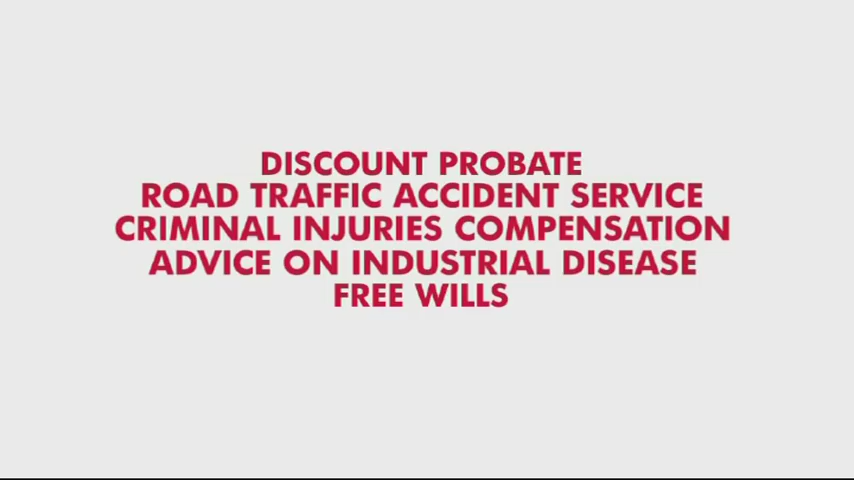 DISCOUNT PROBATE
ROAD TRAFFIC ACCIDENT SERVICE
CRIMINAL INJURIES COMPENSATION
ADVICE ON INDUSTRIAL DISEASE
FREE WILLS